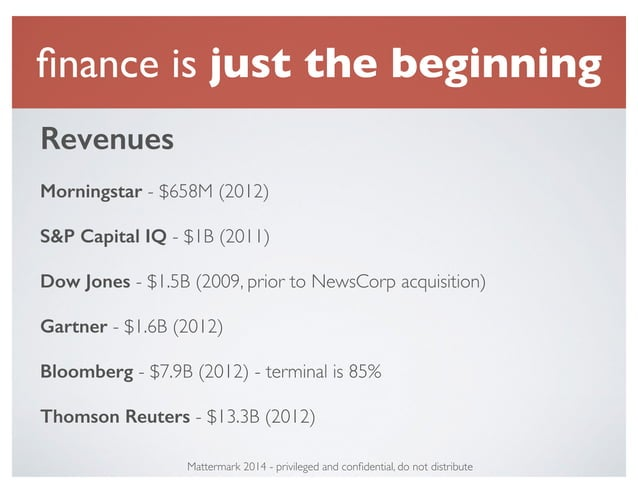 finance is just the beginning
Revenues
Morningstar - $658M (2012)
S&P Capital IQ - $1B (2011)
Dow Jones - $1.5B (2009, prior to NewsCorp acquisition)
Gartner - $1.6B (2012)
Bloomberg - $7.9B (2012) - terminal is 85%
Thomson Reuters - $13.3B (2012)
Mattermark 2014 - privileged and confidential, do not distribute